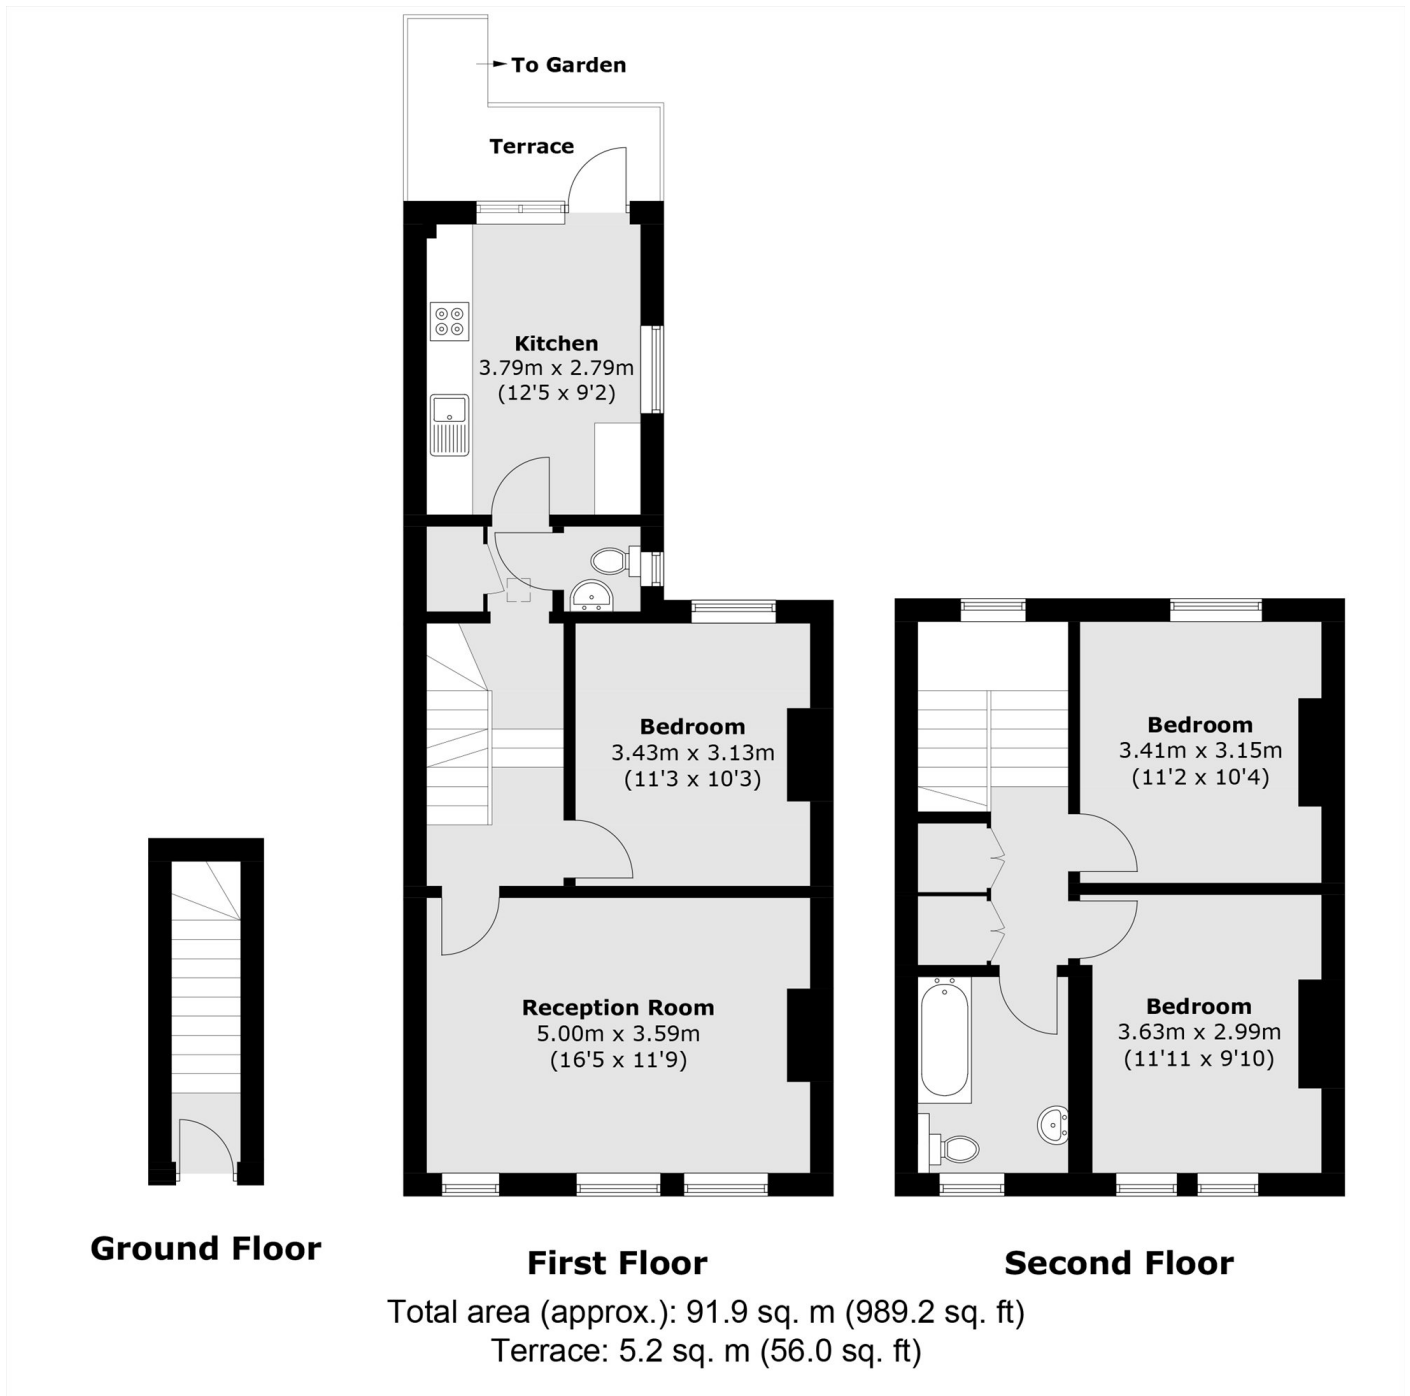 To Garden
Terrace
Kitchen
3.79m x 2.79m
(12'5 x 9'2)
Bedroom
3.43m x 3.13m
(11'3 x 10'3)
Bedroom
3.41m x 3.15m
(11'2 x 10'4)
Reception Room
5.00m x 3.59m
(16'5 x 11'9)
Bedroom
3.63m x 2.99m
(11'11 x 9'10)
Ground Floor
First Floor
Second Floor
Total area (approx.): 91.9 sq. m (989.2 sq. ft)
Terrace: 5.2 sq. m (56.0 sq. ft)